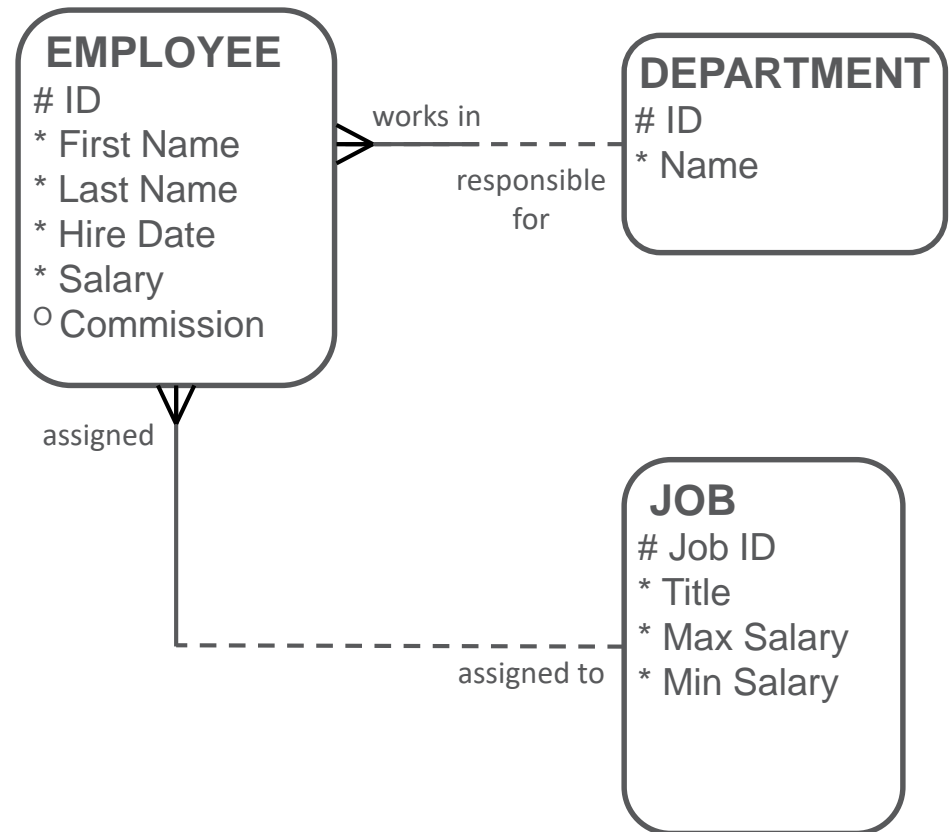 EMPLOYEE
# ID
* First Name
* Last Name
* Hire Date
* Salary
O Commission
works in
responsible
for
DEPARTMENT
# ID
* Name
assigned
assigned to
JOB
# Job ID
* Title
* Max Salary
* Min Salary